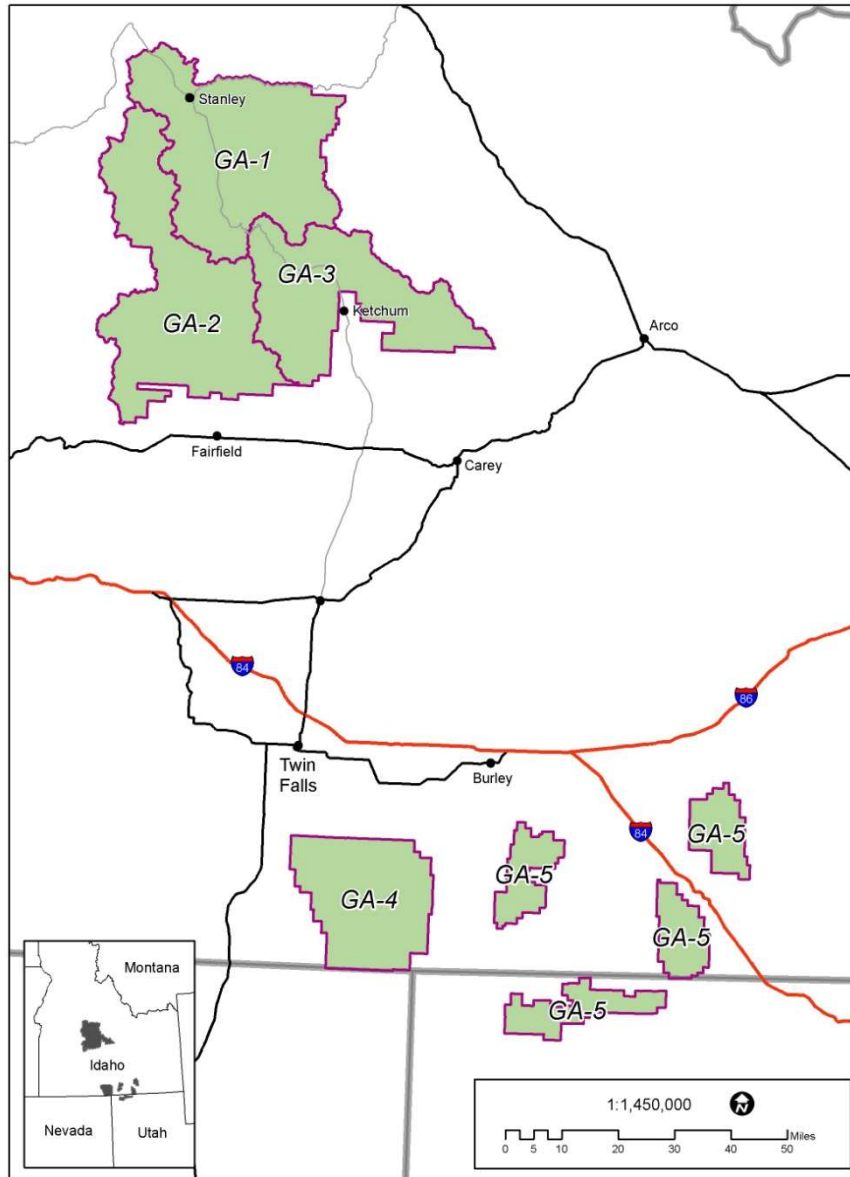 Stanley
GA-1
GA-3
GA-2
Ketchum
Arco
Fairfield
Carey
84
86
Twin
Falls
Burley
84
GA-5
GA-5
GA-4
GA-5
GA-5
Montana
Idaho
Nevada
Utah
1:1,450,000
N
0 5 10 20 30 40 50
Miles